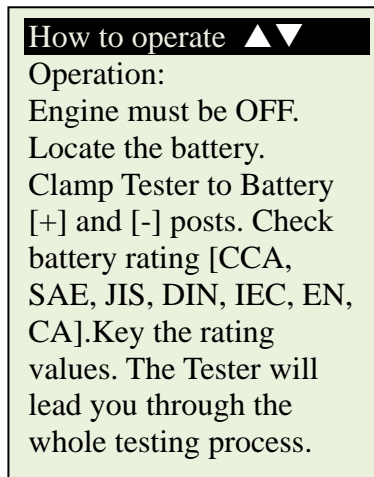 How to operate ▲▼
Operation:
Engine must be OFF.
Locate the battery.
Clamp Tester to Battery
[+] and [-] posts. Check
battery rating [CCA,
SAE, JIS, DIN, IEC, EN,
CA].Key the rating
values. The Tester will
lead you through the
whole testing process.